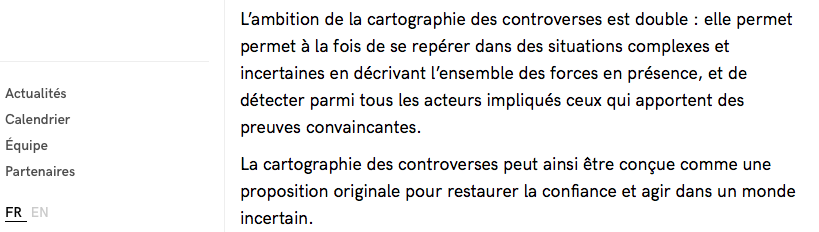 L'ambition de la cartographie des controverses est double : elle permet
permet à la fois de se repérer dans des situations complexes et
incertaines en décrivant l'ensemble des forces en présence, et de
détecter parmi tous les acteurs impliqués ceux qui apportent des
preuves convaincantes.
La cartographie des controverses peut ainsi être conçue comme une
proposition originale pour restaurer la confiance et agir dans un monde
incertain.
Actualités
Calendrier
Équipe
Partenaires
FR EN